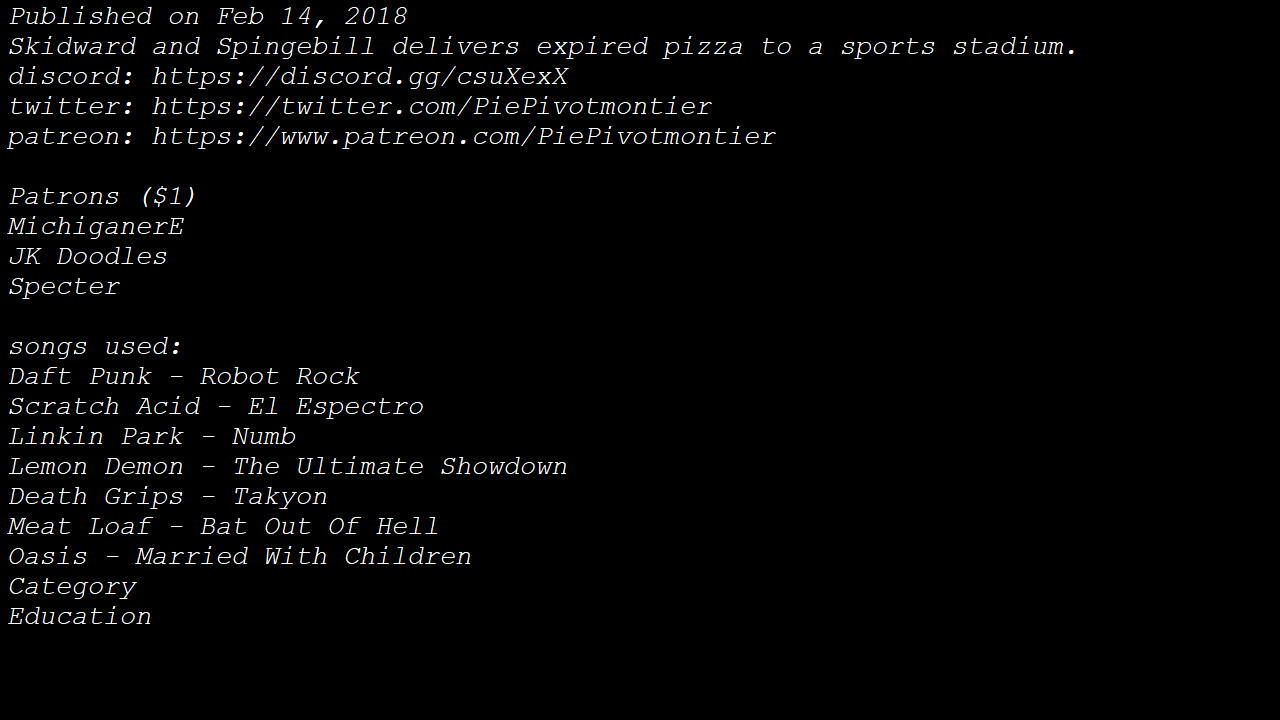 Published on Feb 14, 2018
Skidward and Spingebill delivers expired pizza to a sports stadium.
discord: https://discord.gg/csuXexX
twitter: https://twitter.com/PiePivotmontier
patreon: https://www.patreon.com/PiePivotmontier
Patrons ($1)
MichiganerE
JK Doodles
Specter
songs used:
Daft Punk - Robot Rock
Scratch Acid - El Espectro
Linkin Park - Numb
Lemon Demon - The Ultimate Showdown
Death Grips - Takyon
Meat Loaf - Bat Out Of Hell
Oasis - Married With Children
Category
Education